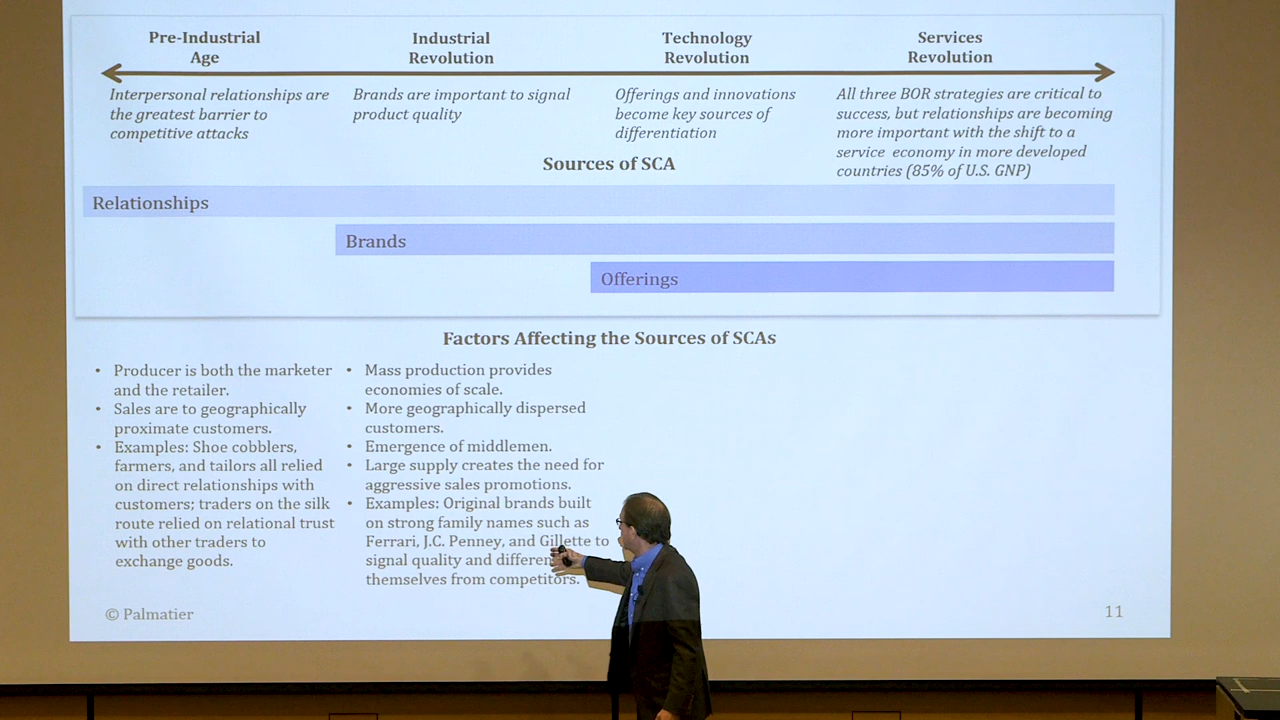 Pre-Industrial
Age
Industrial
Revolution
Technology
Revolution
Services
Revolution
Interpersonal relationships are
the greatest barrier to
competitive attacks
Brands are important to signal
product quality
Offerings and innovations
become key sources of
differentiation
All three BOR strategies are critical to
success, but relationships are becoming
more important with the shift to a
service economy in more developed
countries (85% of U.S. GNP)
Sources of SCA
Relationships
Brands
Offerings
Factors Affecting the Sources of SCAs
• Producer is both the marketer
and the retailer.
• Sales are to geographically
proximate customers.
• Examples: Shoe cobblers,
farmers, and tailors all relied
on direct relationships with
customers; traders on the silk
route relied on relational trust
with other traders to
exchange goods.
• Mass production provides
economies of scale.
• More geographically dispersed
customers.
• Emergence of middlemen.
• Large supply creates the need for
aggressive sales promotions.
• Examples: Original brands built
on strong family names such as
Ferrari, J.C. Penney, and Gillette to
signal quality and
themselves from competitors.
© Palmatier
11